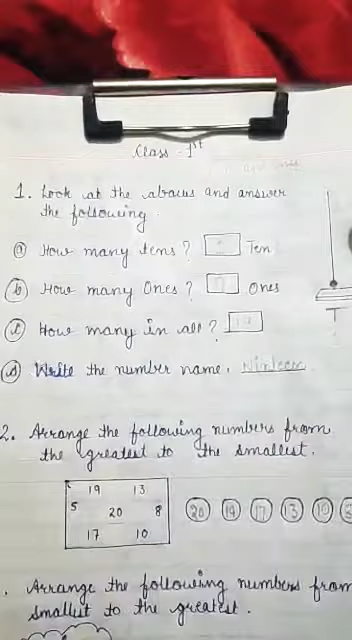 Class - 1st
1. Look at the abacus and answer
the following
(a) How many tens? 1 Ten
(b) How many Ones? Ones
(c) How many in all? 19
(d) Write the number name. Ninteen
T
2. Arrange the following numbers from
the greatest to the smallest.
19 13
5 20 8
17 10
20 19 17 13 10
. Arrange the following numbers from
smallest to the greatest.